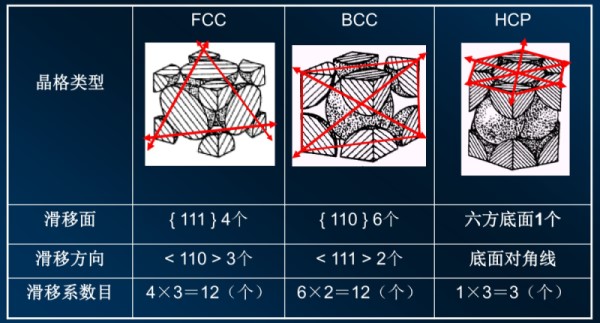 FCC BCC HCP
晶格类型
滑移面 { 111 } 4个 { 110 } 6个 六方底面1个
滑移方向 < 110 > 3个 < 111 > 2个 底面对角线
滑移系数目 4×3＝12（个） 6×2＝12（个） 1×3＝3（个）